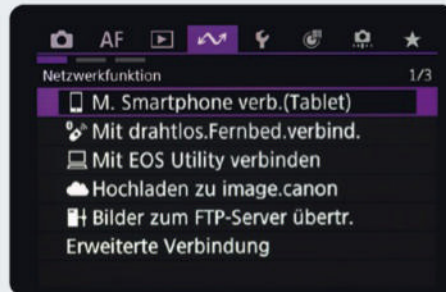 AF
Netzwerkfunktion 1/3
M. Smartphone verb.(Tablet)
Mit drahtlos.Fernbed.verbind.
Mit EOS Utility verbinden
Hochladen zu image.canon
Bilder zum FTP-Server übertr.
Erweiterte Verbindung